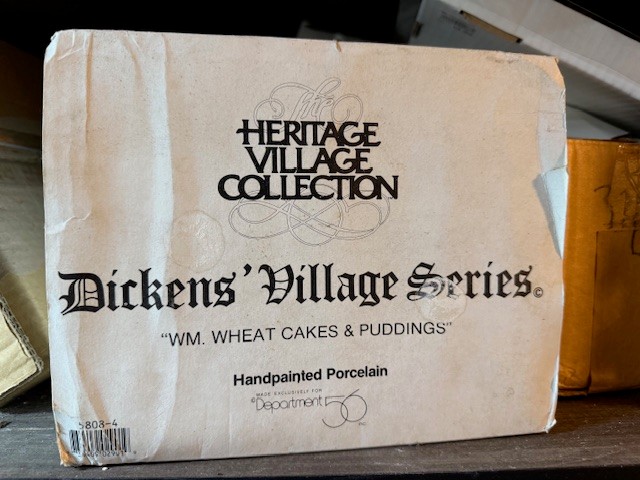 The
HERITAGE
VILLAGE
COLLECTION
Dickens' Village Series©
"WM. WHEAT CAKES & PUDDINGS"
Handpainted Porcelain
MADE EXCLUSIVELY FOR
©Department 56 INC.
5808-4